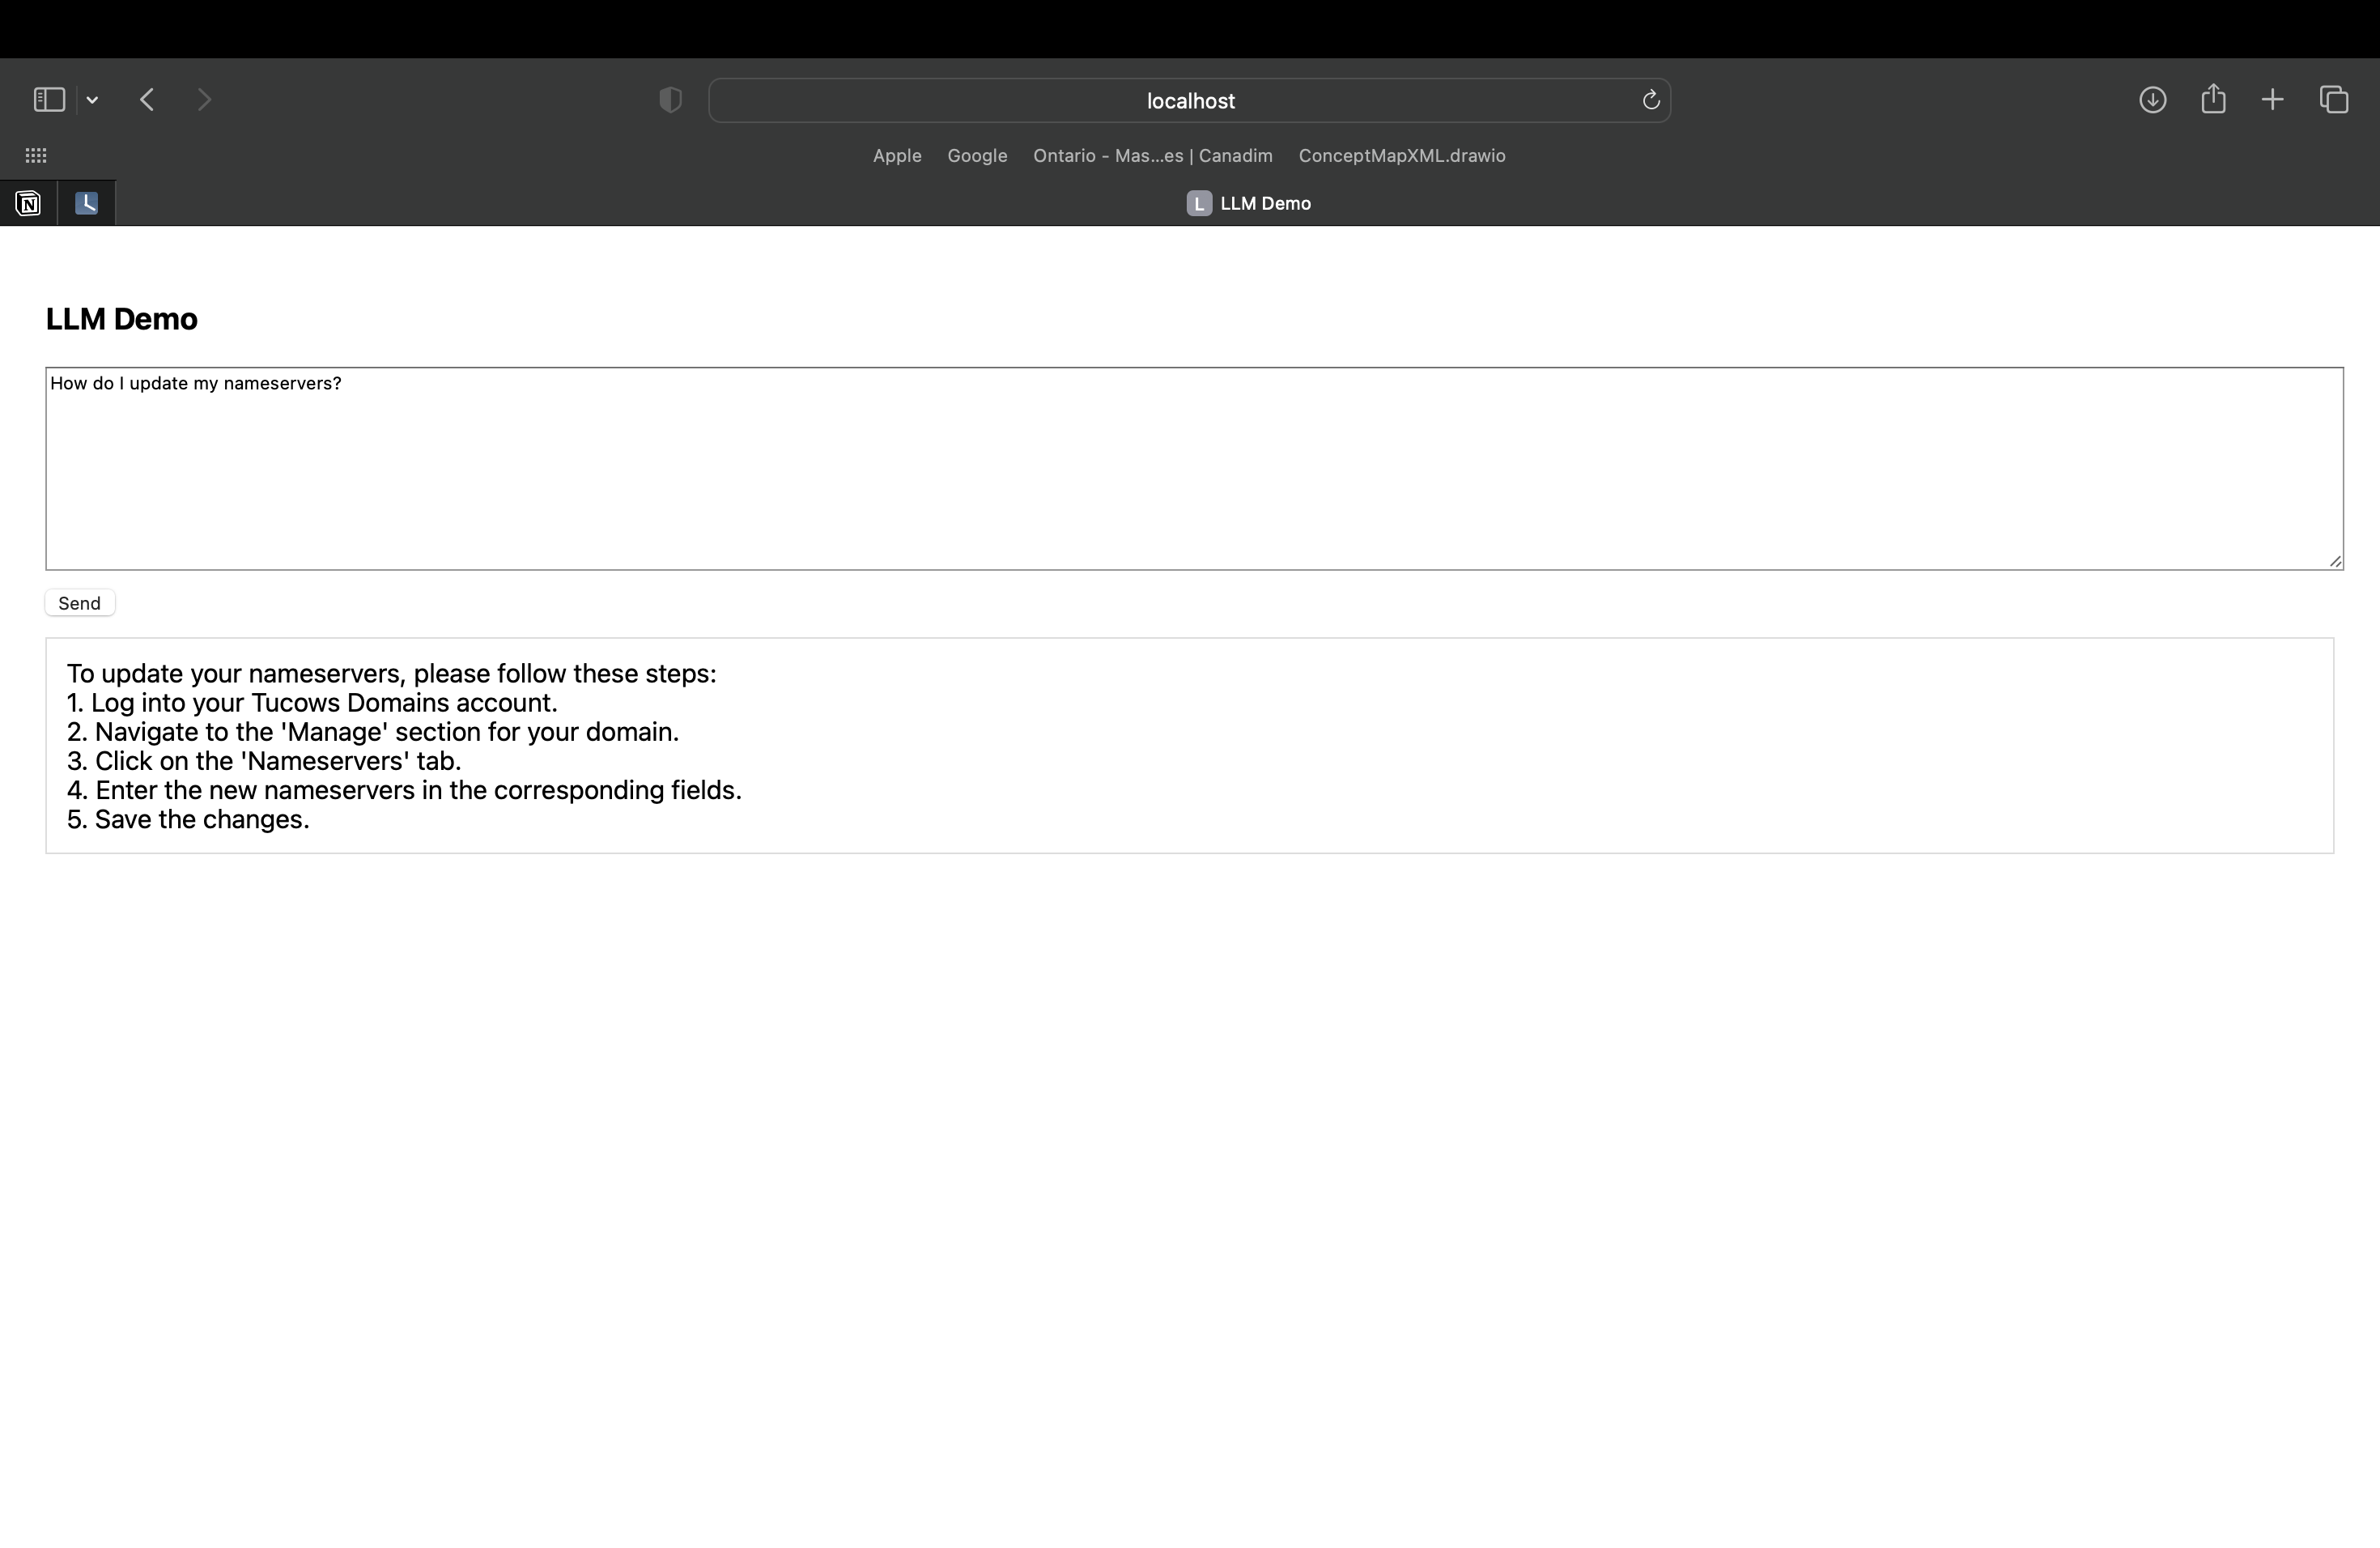 localhost
Apple Google Ontario - Mas...es | Canadim ConceptMapXML.drawio
N L LLM Demo
LLM Demo
How do I update my nameservers?
Send
To update your nameservers, please follow these steps:
1. Log into your Tucows Domains account.
2. Navigate to the 'Manage' section for your domain.
3. Click on the 'Nameservers' tab.
4. Enter the new nameservers in the corresponding fields.
5. Save the changes.